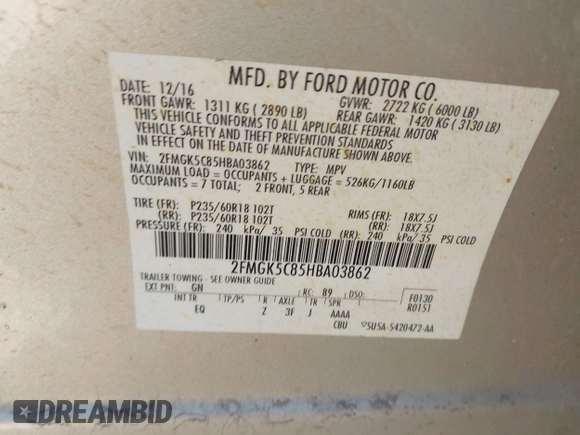 MFD. BY FORD MOTOR CO.
DATE: 12/16 GVWR: 2722 KG ( 6000 LB)
FRONT GAWR: 1311 KG ( 2890 LB) REAR GAWR: 1420 KG ( 3130 LB)
THIS VEHICLE CONFORMS TO ALL APPLICABLE FEDERAL MOTOR
VEHICLE SAFETY AND THEFT PREVENTION STANDARDS
IN EFFECT ON THE DATE OF MANUFACTURE SHOWN ABOVE.
VIN: 2FMGK5C85HBA03862 TYPE: MPV
MAXIMUM LOAD = OCCUPANTS + LUGGAGE = 526KG/1160LB
OCCUPANTS = 7 TOTAL; 2 FRONT, 5 REAR
TIRE (FR): P235/60R18 102T RIMS (FR): 18X7.5J
(RR): P235/60R18 102T (RR): 18X7.5J
PRESSURE (FR): 240 kPa/ 35 PSI COLD (RR): 240 kPa/ 35 PSI COLD
2FMGK5C85HBA03862
TRAILER TOWING - SEE OWNER GUIDE
EXT PNT: GN RC: 89 DSO: F0130
R0151
INT TR TP/PS R AXLE TR SPR
EQ Z 3F J AAAA
CBU 5U5A-5420472-AA
DREAMBID